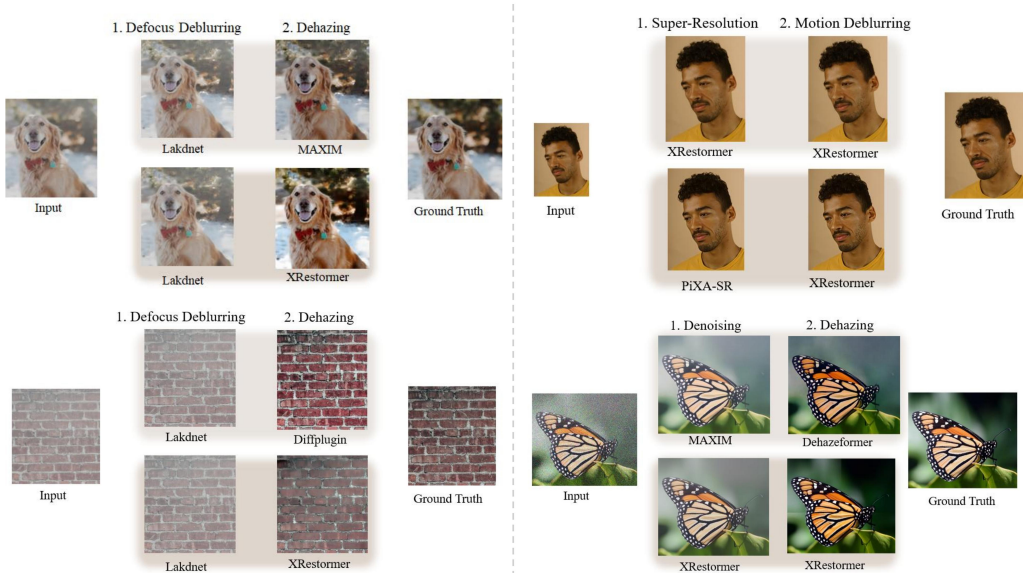 1. Defocus Deblurring 2. Dehazing
Lakdnet MAXIM
Input
Ground Truth
Lakdnet XRestormer
1. Super-Resolution 2. Motion Deblurring
XRestormer XRestormer
Input
Ground Truth
PiXA-SR XRestormer
1. Defocus Deblurring 2. Dehazing
Lakdnet Diffplugin
Input
Ground Truth
Lakdnet XRestormer
1. Denoising 2. Dehazing
MAXIM Dehazeformer
Input
Ground Truth
XRestormer XRestormer